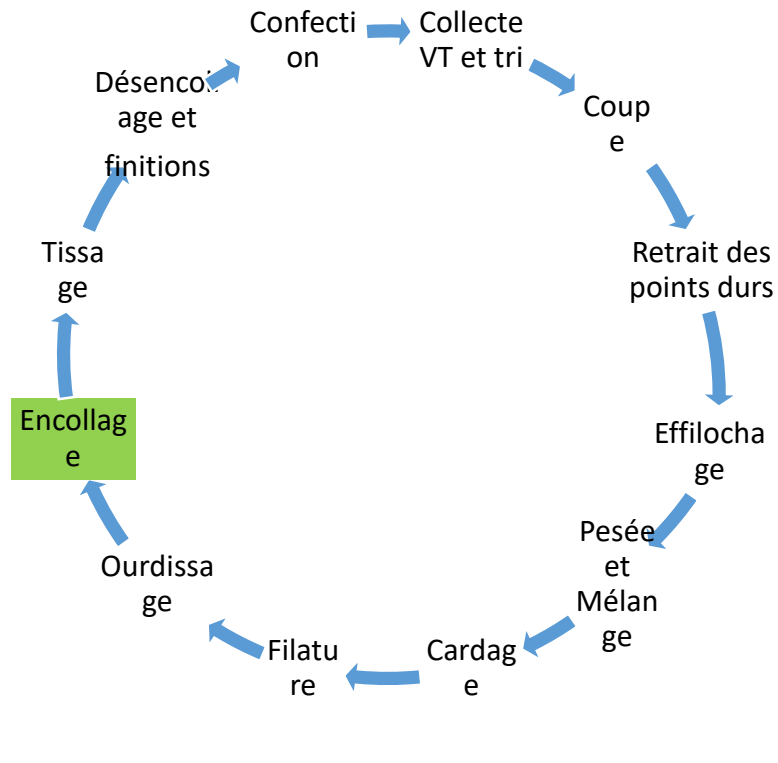 Confecti
on
Collecte
VT et tri
Coup
e
Retrait des
points durs
Effilocha
ge
Pesée
et
Mélan
ge
Cardag
e
Filatu
re
Ourdissa
ge
Encollag
e
Tissa
ge
Désencoll
age et
finitions